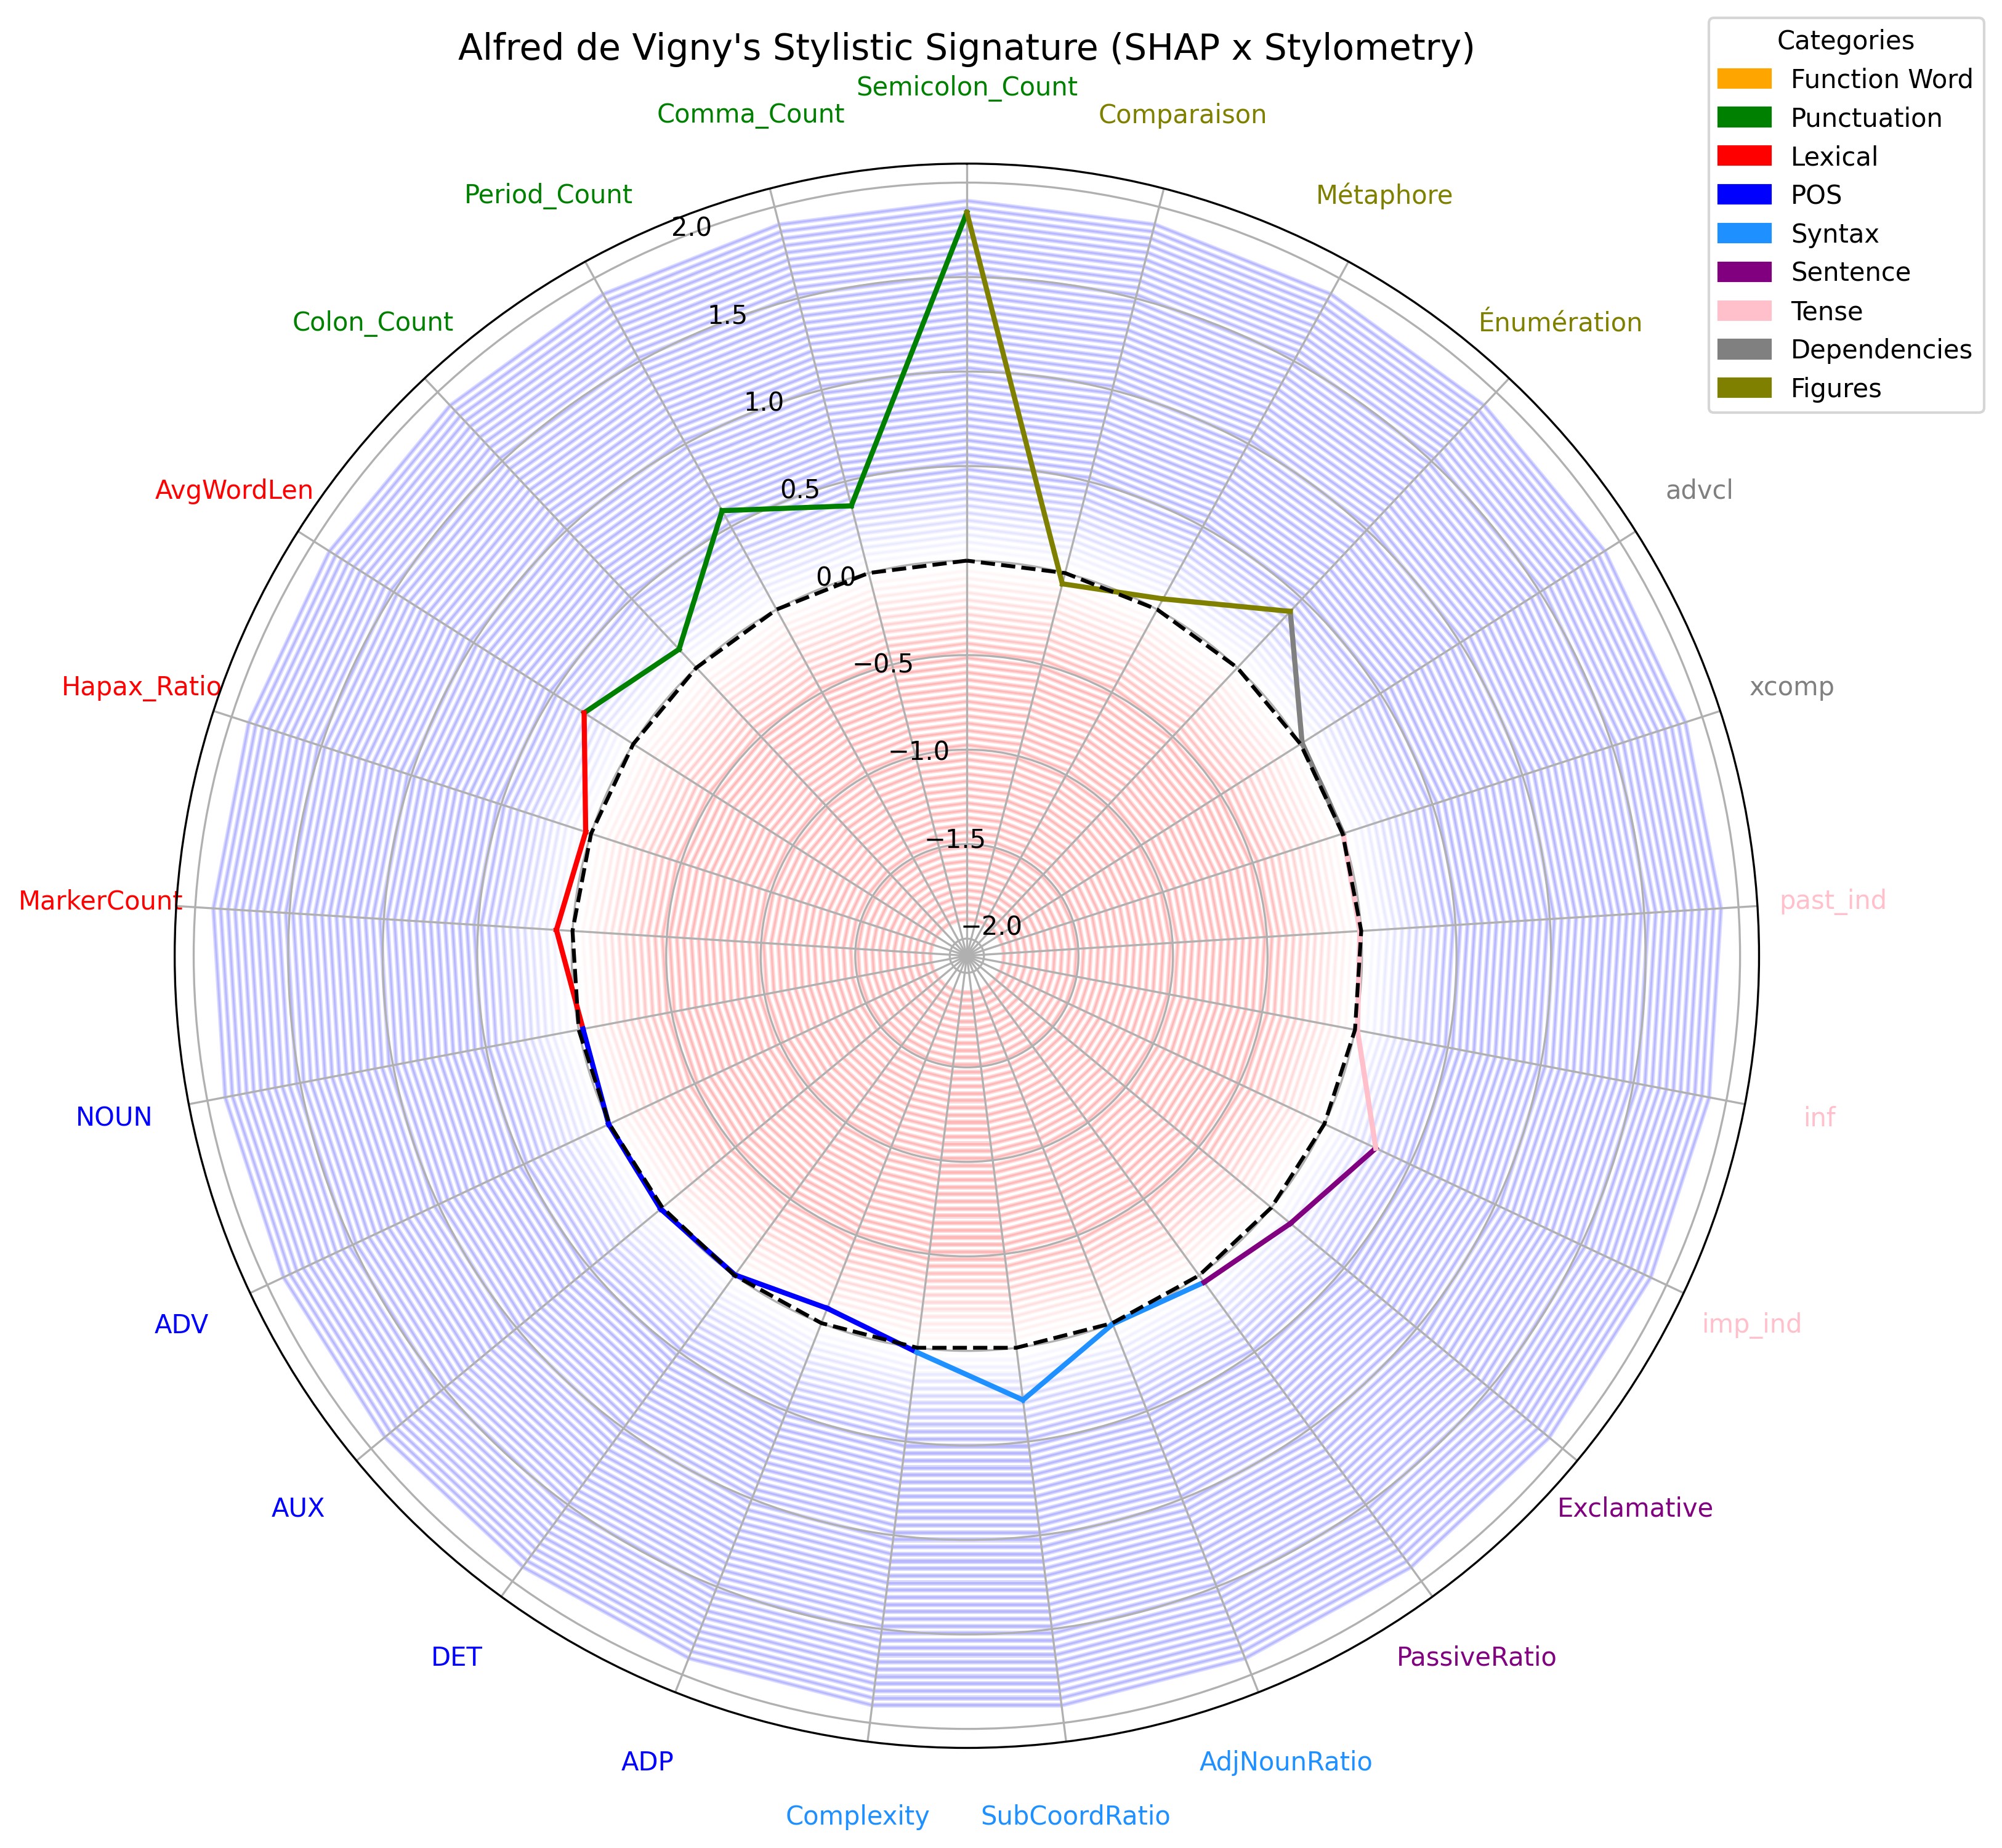 Alfred de Vigny's Stylistic Signature (SHAP x Stylometry)
Categories
Function Word
Punctuation
Lexical
POS
Syntax
Sentence
Tense
Dependencies
Figures
Semicolon_Count
Comma_Count
Comparaison
Period_Count
Métaphore
Colon_Count
Énumération
AvgWordLen
advcl
Hapax_Ratio
xcomp
MarkerCount
past_ind
NOUN
inf
ADV
imp_ind
AUX
Exclamative
DET
PassiveRatio
ADP
AdjNounRatio
Complexity
SubCoordRatio
2.0
1.5
1.0
0.5
0.0
−0.5
−1.0
−1.5
−2.0